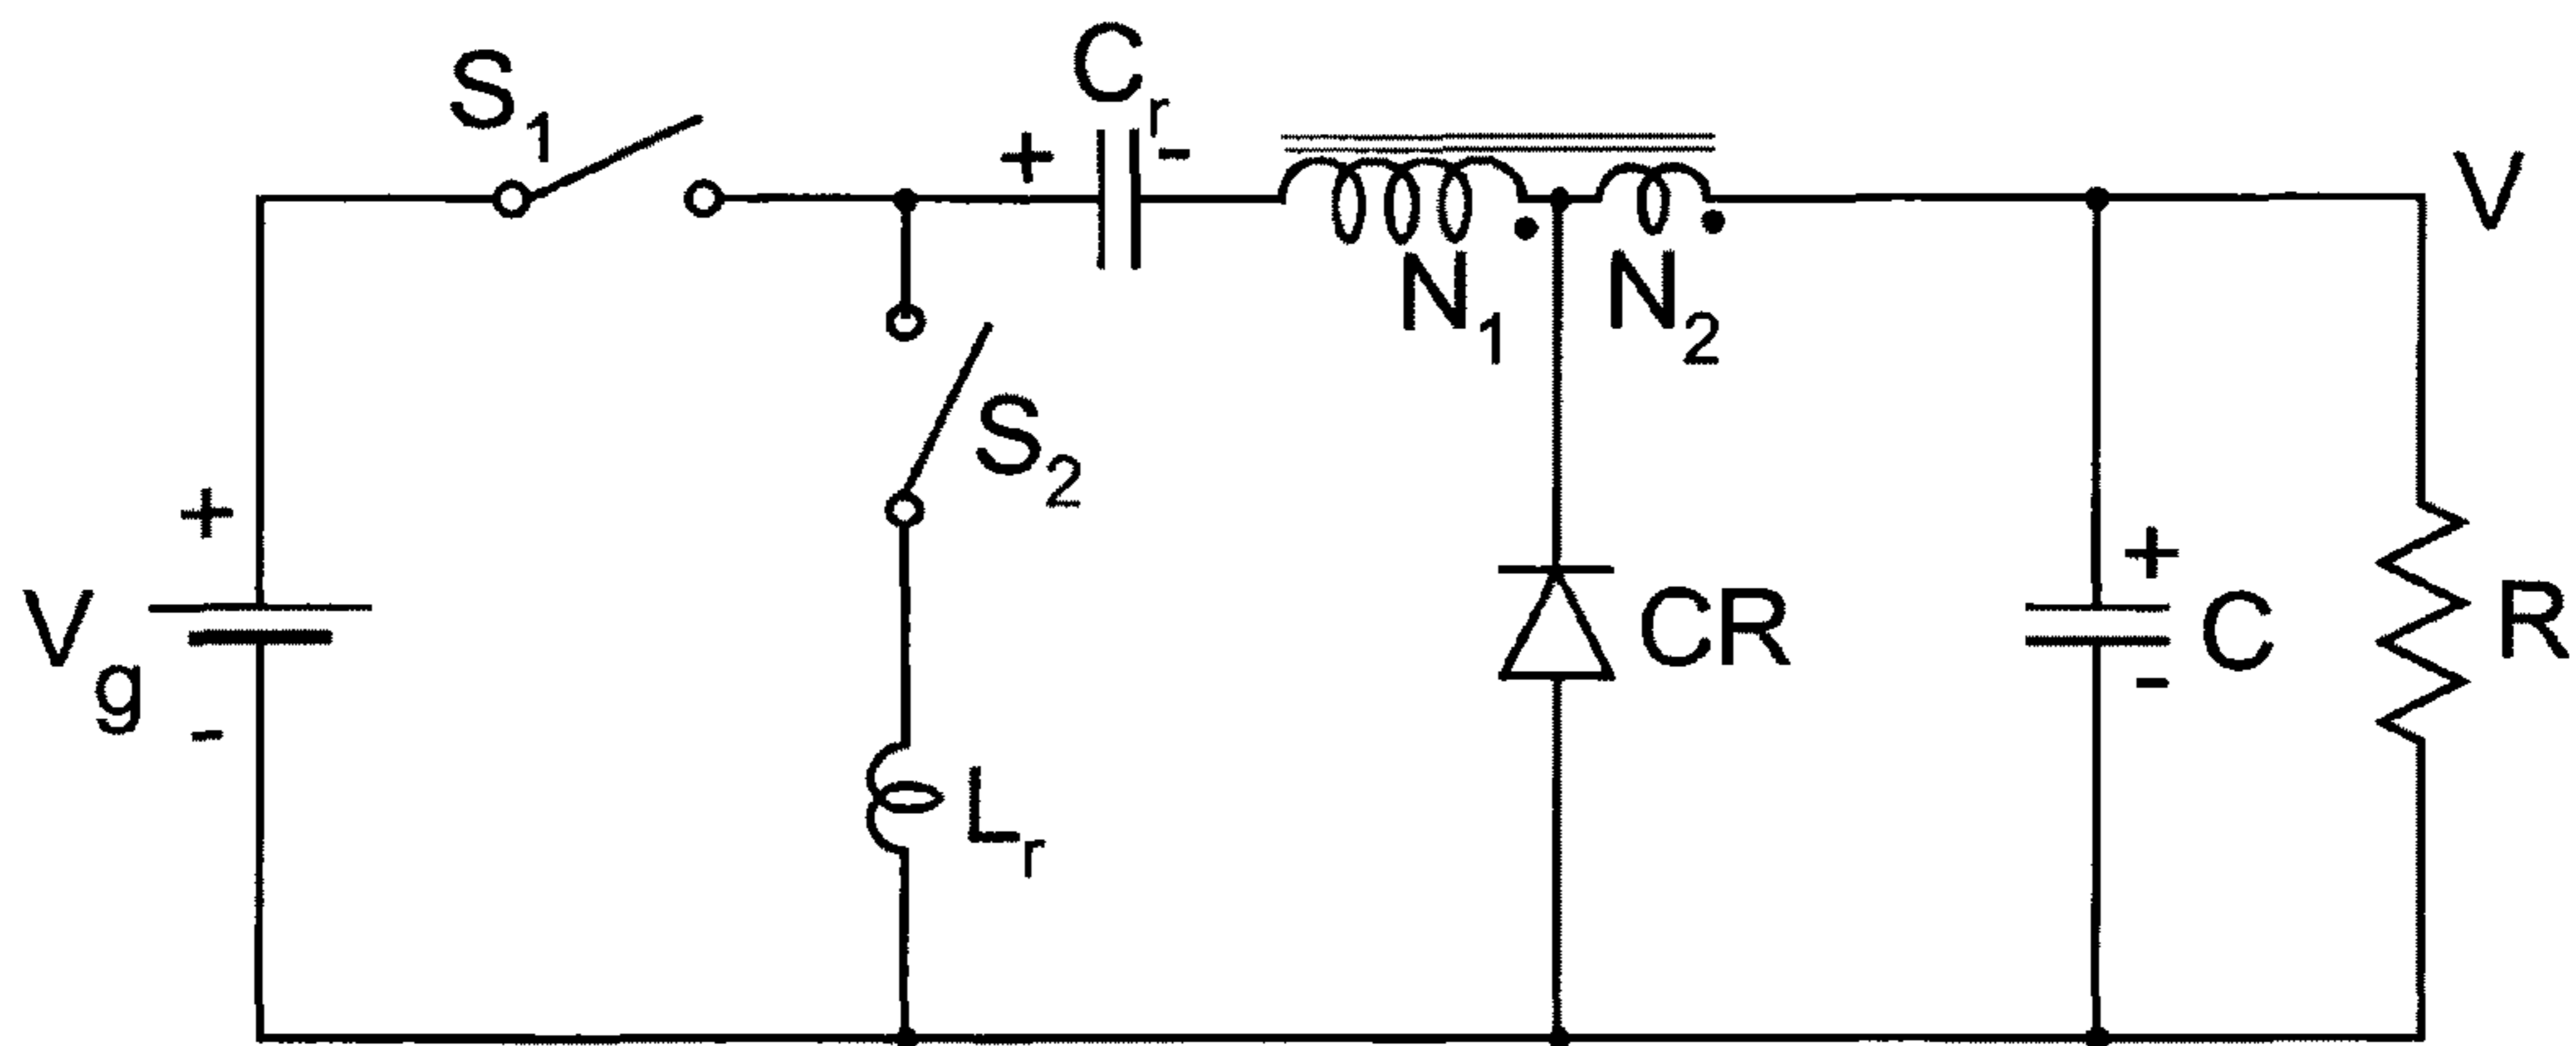 S1
Cr
+ -
V
N1
N2
S2
+
Vg
-
CR
+
C
-
R
Lr